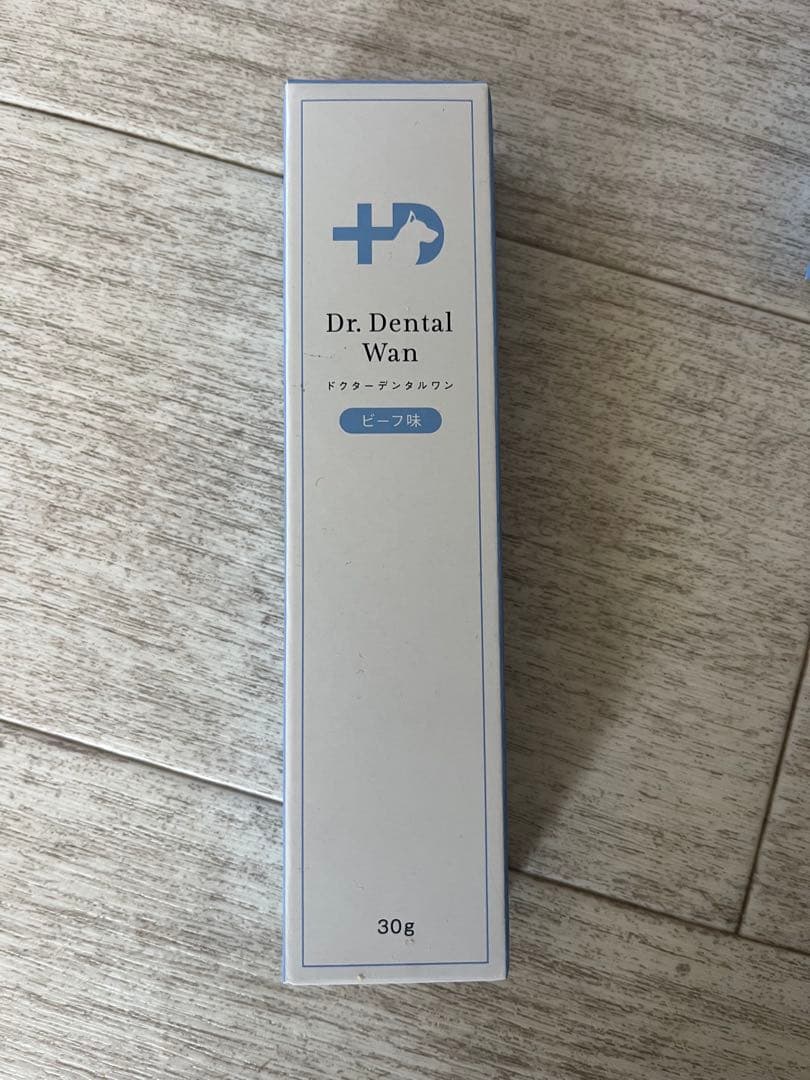 Dr. Dental
Wan
ドクターデンタルワン
ビーフ味
30g